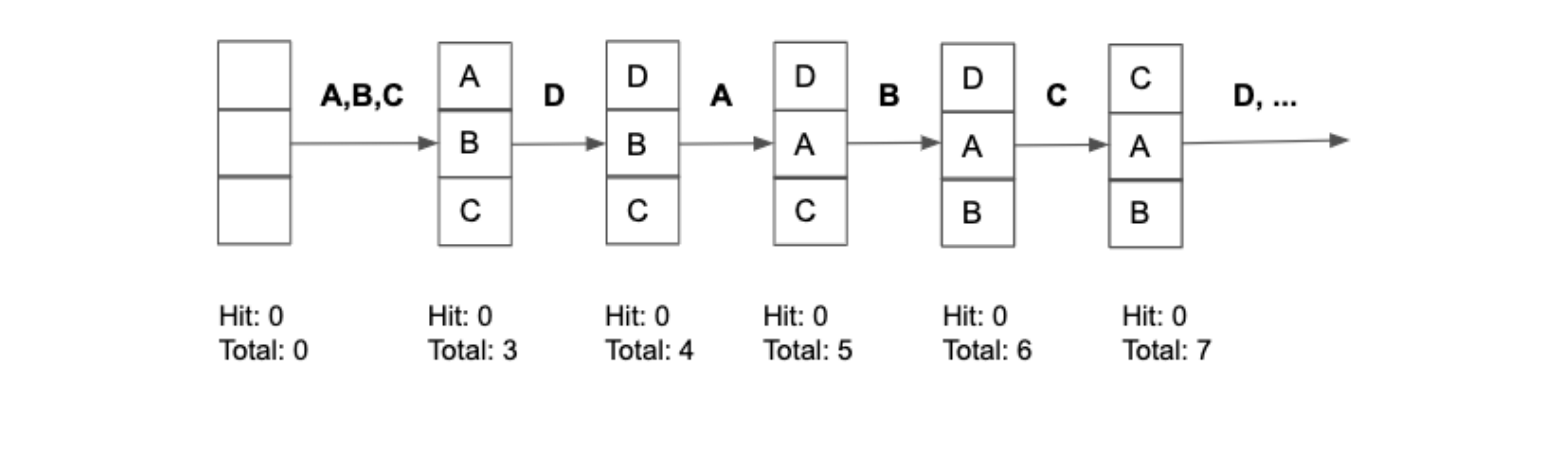 A,B,C
D
A
B
C
D, ...
A
D
D
D
C
B
B
A
A
A
C
C
C
B
B
Hit: 0
Total: 0
Hit: 0
Total: 3
Hit: 0
Total: 4
Hit: 0
Total: 5
Hit: 0
Total: 6
Hit: 0
Total: 7